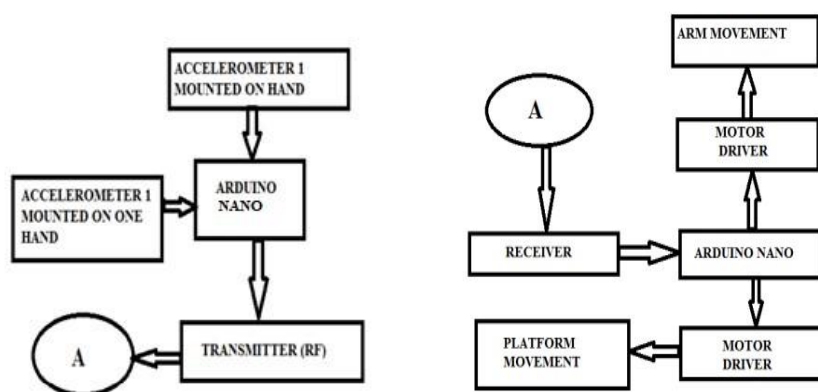 ACCELEROMETER 1
MOUNTED ON HAND
ACCELEROMETER 1
MOUNTED ON ONE
HAND
ARDUINO
NANO
TRANSMITTER (RF)
A
A
RECEIVER
ARDUINO NANO
MOTOR
DRIVER
ARM MOVEMENT
MOTOR
DRIVER
PLATFORM
MOVEMENT